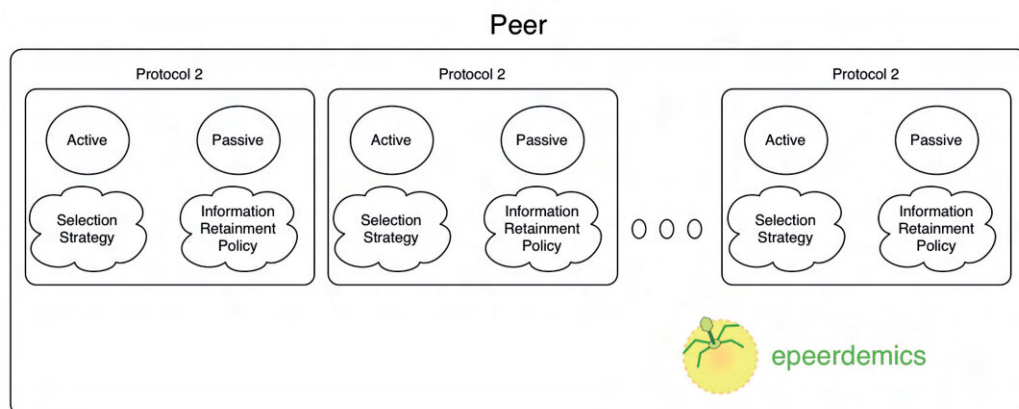 Peer
Protocol 2
Active
Passive
Selection
Strategy
Information
Retainment
Policy
Protocol 2
Active
Passive
Selection
Strategy
Information
Retainment
Policy
Protocol 2
Active
Passive
Selection
Strategy
Information
Retainment
Policy
epeerdemics